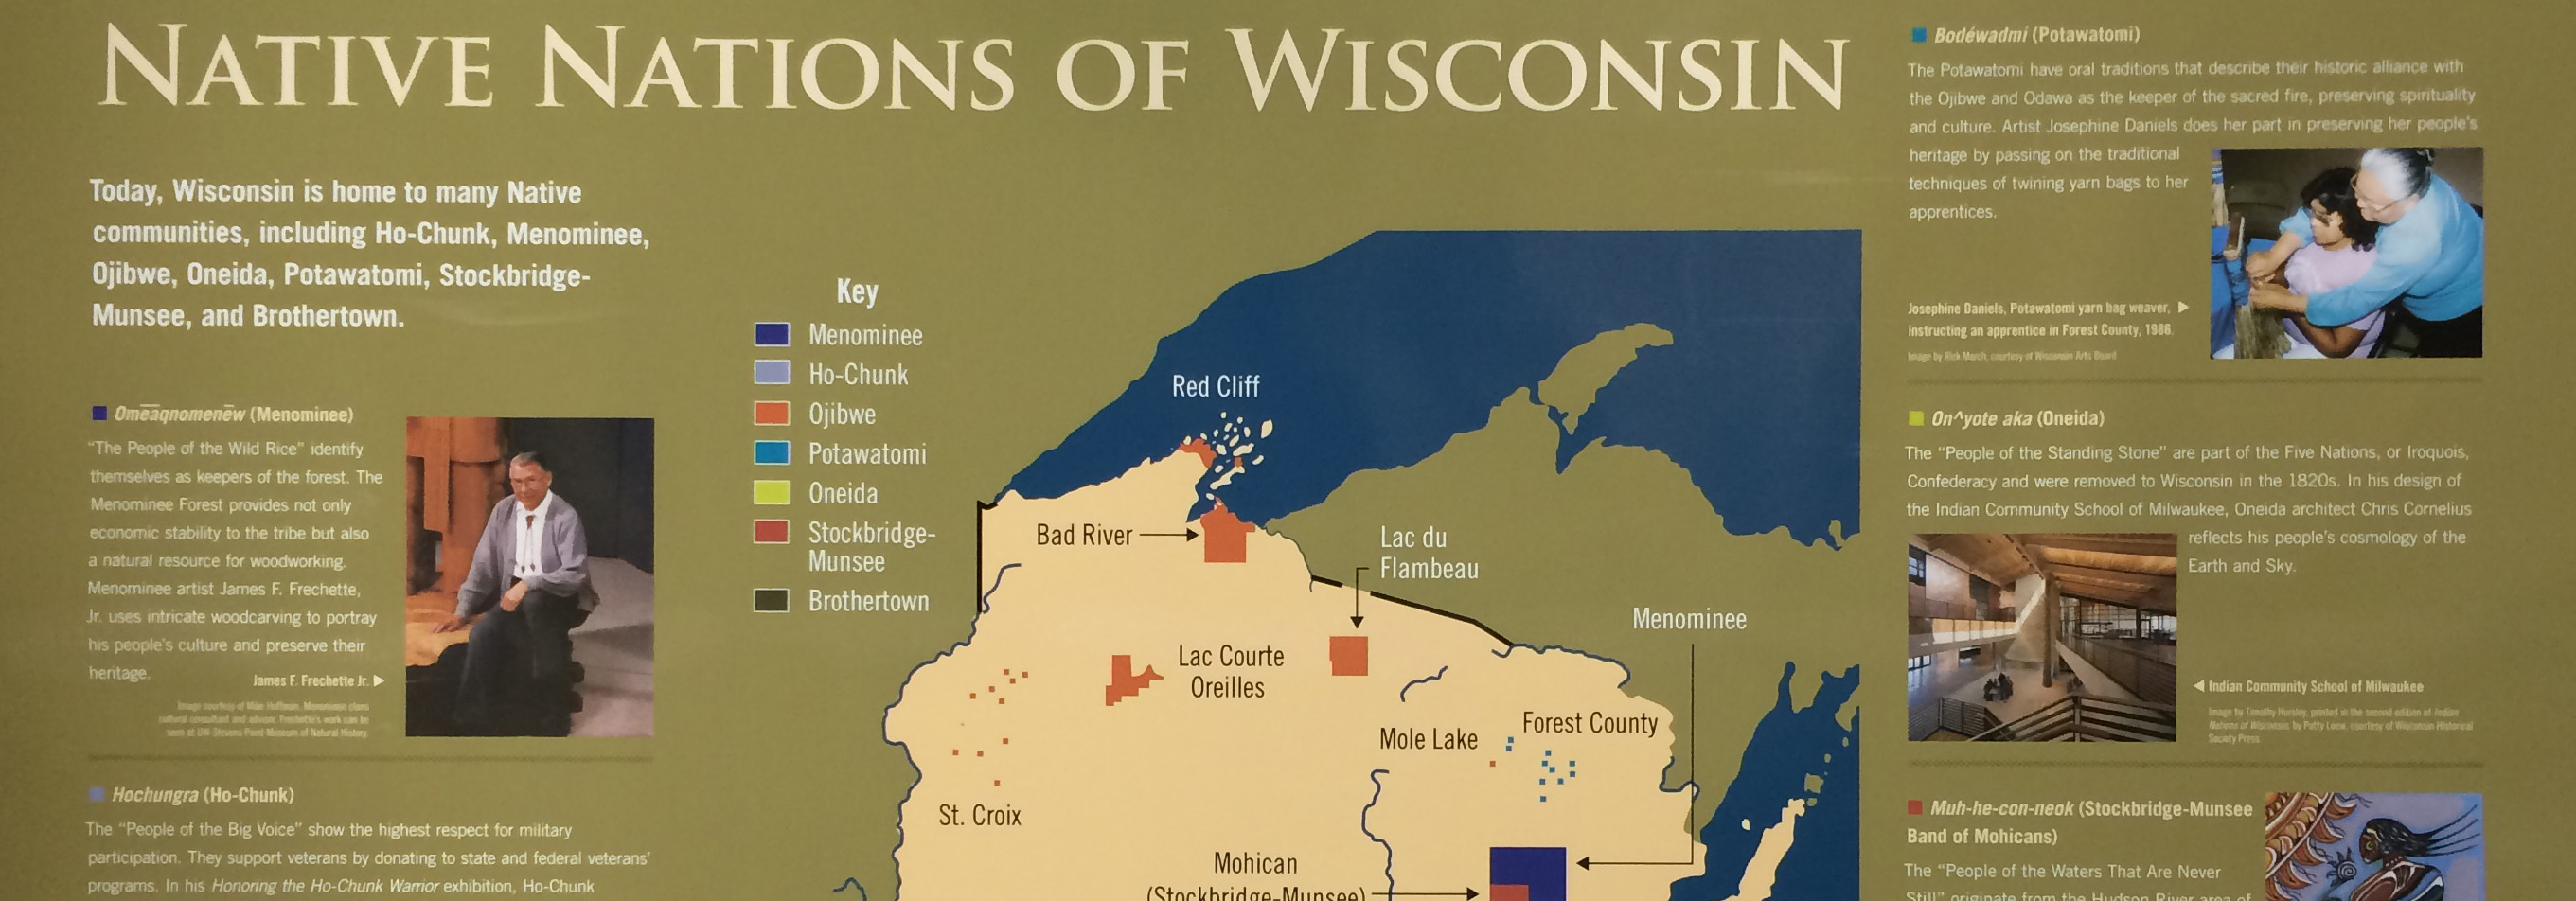 NATIVE NATIONS OF WISCONSIN
Today, Wisconsin is home to many Native
communities, including Ho-Chunk, Menominee,
Ojibwe, Oneida, Potawatomi, Stockbridge-
Munsee, and Brothertown.
Omēāqnomenēw (Menominee)
“The People of the Wild Rice” identify
themselves as keepers of the forest. The
Menominee Forest provides not only
economic stability to the tribe but also
a natural resource for woodworking.
Menominee artist James F. Frechette,
Jr. uses intricate woodcarving to portray
his people's culture and preserve their
heritage.
James F. Frechette Jr.
Image courtesy of Mike Hoffman, Menominee clans
cultural consultant and advisor. Frechette's work can be
seen at UW-Stevens Point Museum of Natural History.
Hochungra (Ho-Chunk)
The “People of the Big Voice” show the highest respect for military
participation. They support veterans by donating to state and federal veterans'
programs. In his Honoring the Ho-Chunk Warrior exhibition, Ho-Chunk
Key
Menominee
Ho-Chunk
Ojibwe
Potawatomi
Oneida
Stockbridge-
Munsee
Brothertown
Red Cliff
Bad River
Lac du
Flambeau
Menominee
Lac Courte
Oreilles
Forest County
Mole Lake
St. Croix
Mohican
(Stockbridge-Munsee)
Bodéwadmi (Potawatomi)
The Potawatomi have oral traditions that describe their historic alliance with
the Ojibwe and Odawa as the keeper of the sacred fire, preserving spirituality
and culture. Artist Josephine Daniels does her part in preserving her people's
heritage by passing on the traditional
techniques of twining yarn bags to her
apprentices.
Josephine Daniels, Potawatomi yarn bag weaver,
instructing an apprentice in Forest County, 1986.
Image by Rick March, courtesy of Wisconsin Arts Board
On^yote aka (Oneida)
The “People of the Standing Stone” are part of the Five Nations, or Iroquois,
Confederacy and were removed to Wisconsin in the 1820s. In his design of
the Indian Community School of Milwaukee, Oneida architect Chris Cornelius
reflects his people's cosmology of the
Earth and Sky.
Indian Community School of Milwaukee
Image by Timothy Hursley, printed in the second edition of Indian
Nations of Wisconsin, by Patty Loew, courtesy of Wisconsin Historical
Society Press
Muh-he-con-neok (Stockbridge-Munsee
Band of Mohicans)
The “People of the Waters That Are Never
Still” originate from the Hudson River area of